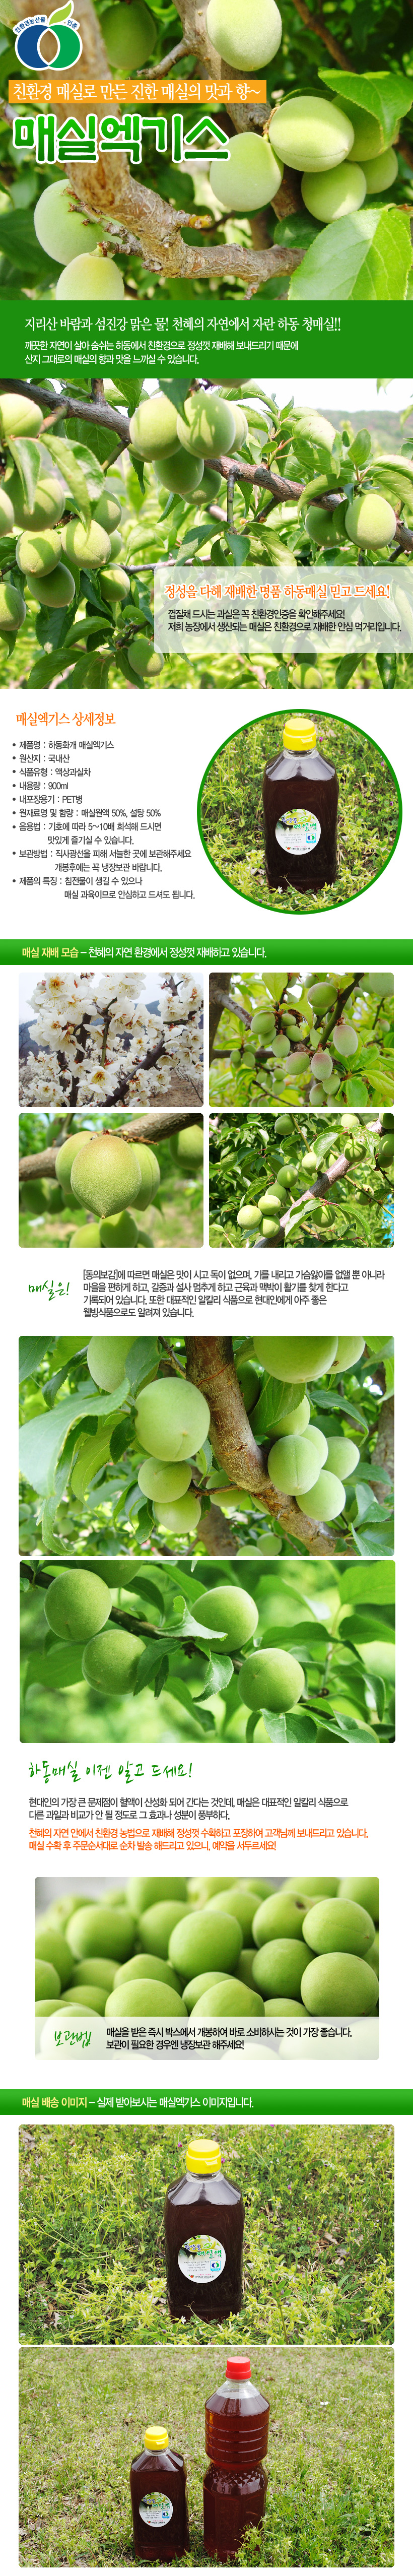 친환경농산물 인증
친환경 매실로 만든 진한 매실의 맛과 향~
매실엑기스
지리산 바람과 섬진강 맑은 물! 천혜의 자연에서 자란 하동 청매실!!
깨끗한 자연이 살아 숨쉬는 하동에서 친환경으로 정성껏 재배해 보내드리기 때문에
산지 그대로의 매실의 향과 맛을 느끼실 수 있습니다.
정성을 다해 재배한 명품 하동매실 믿고 드세요!
껍질째 드시는 과실은 꼭 친환경인증을 확인해주세요!
저희 농장에서 생산되는 매실은 친환경으로 재배한 안심 먹거리입니다.
매실엑기스 상세정보
• 제품명 : 하동화개 매실엑기스
• 원산지 : 국내산
• 식품유형 : 액상과실차
• 내용량 : 900ml
• 내포장용기 : PET병
• 원재료명 및 함량 : 매실원액 50%, 설탕 50%
• 음용법 : 기호에 따라 5~10배 희석해 드시면
맛있게 즐기실 수 있습니다.
• 보관방법 : 직사광선을 피해 서늘한 곳에 보관해주세요
개봉후에는 꼭 냉장보관 바랍니다.
• 제품의 특징 : 침전물이 생길 수 있으나
매실 과육이므로 안심하고 드셔도 됩니다.
매실 재배 모습 – 천혜의 자연 환경에서 정성껏 재배하고 있습니다.
매실은!
[동의보감]에 따르면 매실은 맛이 시고 독이 없으며, 기를 내리고 가슴앓이를 없앨 뿐 아니라
마을을 편하게 하고, 갈증과 설사 멈추게 하고 근육과 맥박이 활기를 찾게 한다고
기록되어 있습니다. 또한 대표적인 알칼리 식품으로 현대인에게 아주 좋은
웰빙식품으로도 알려져 있습니다.
하동매실 이젠 알고 드세요!
현대인의 가장 큰 문제점이 혈액이 산성화 되어 간다는 것인데, 매실은 대표적인 알칼리 식품으로
다른 과일과 비교가 안 될 정도로 그 효과나 성분이 풍부하다.
천혜의 자연 안에서 친환경 농법으로 재배해 정성껏 수확하고 포장하여 고객님께 보내드리고 있습니다.
매실 수확 후 주문순서대로 순차 발송 해드리고 있으니, 예약을 서두르세요!
보관법
매실을 받은 즉시 박스에서 개봉하여 바로 소비하시는 것이 가장 좋습니다.
보관이 필요한 경우엔 냉장보관 해주세요!
매실 배송 이미지 – 실제 받아보시는 매실엑기스 이미지입니다.